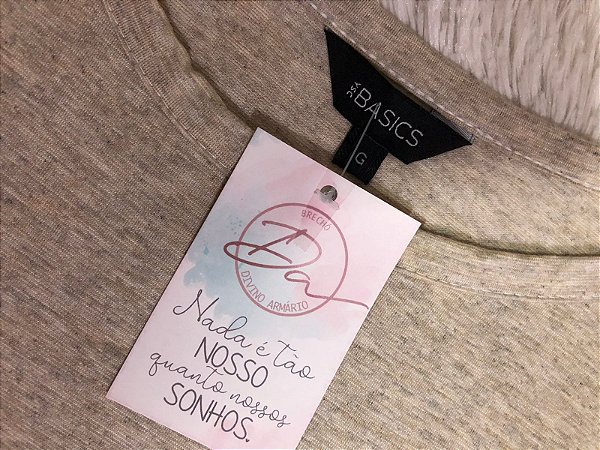 C&A
BASICS
G
BRECHÓ
Da
DIVINO ARMÁRIO
Nada é tão
NOSSO
quanto nossos
SONHOS.